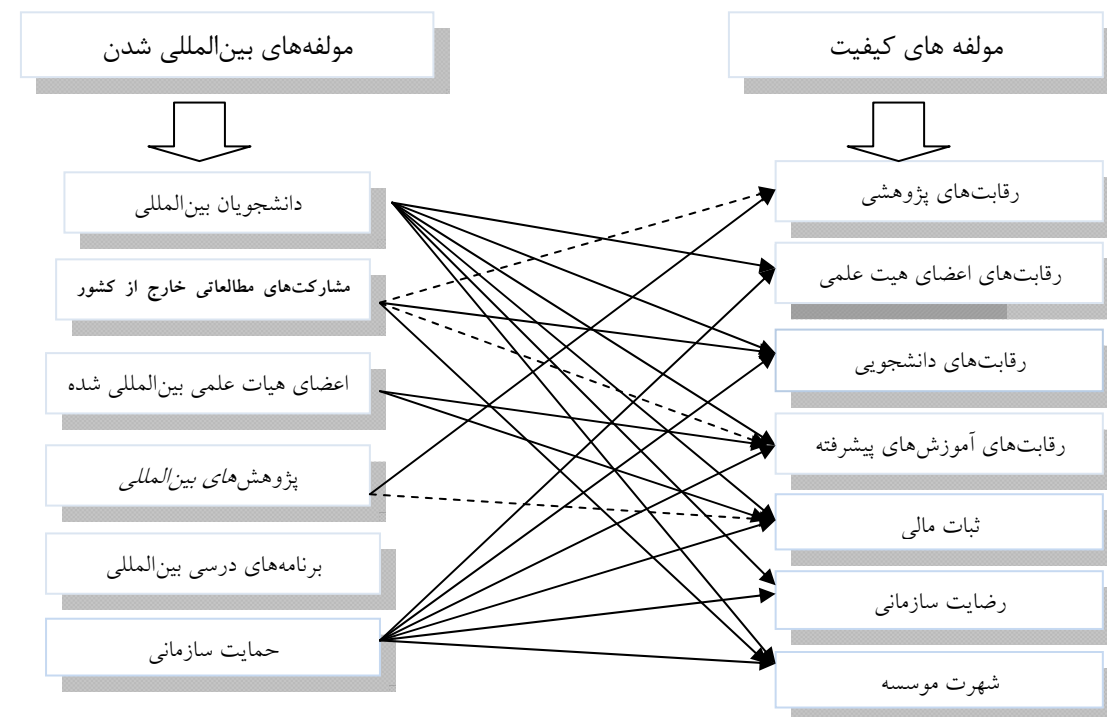 مولفه های کیفیت
رقابت‌های پژوهشی
رقابت‌های اعضای هیت علمی
رقابت‌های دانشجویی
رقابت‌های آموزش‌های پیشرفته
ثبات مالی
رضایت سازمانی
شهرت موسسه
مولفه‌های بین‌المللی شدن
دانشجویان بین‌المللی
مشارکت‌های مطالعاتی خارج از کشور
اعضای هیات علمی بین‌المللی شده
پژوهش‌های بین‌المللی
برنامه‌های درسی بین‌المللی
حمایت سازمانی